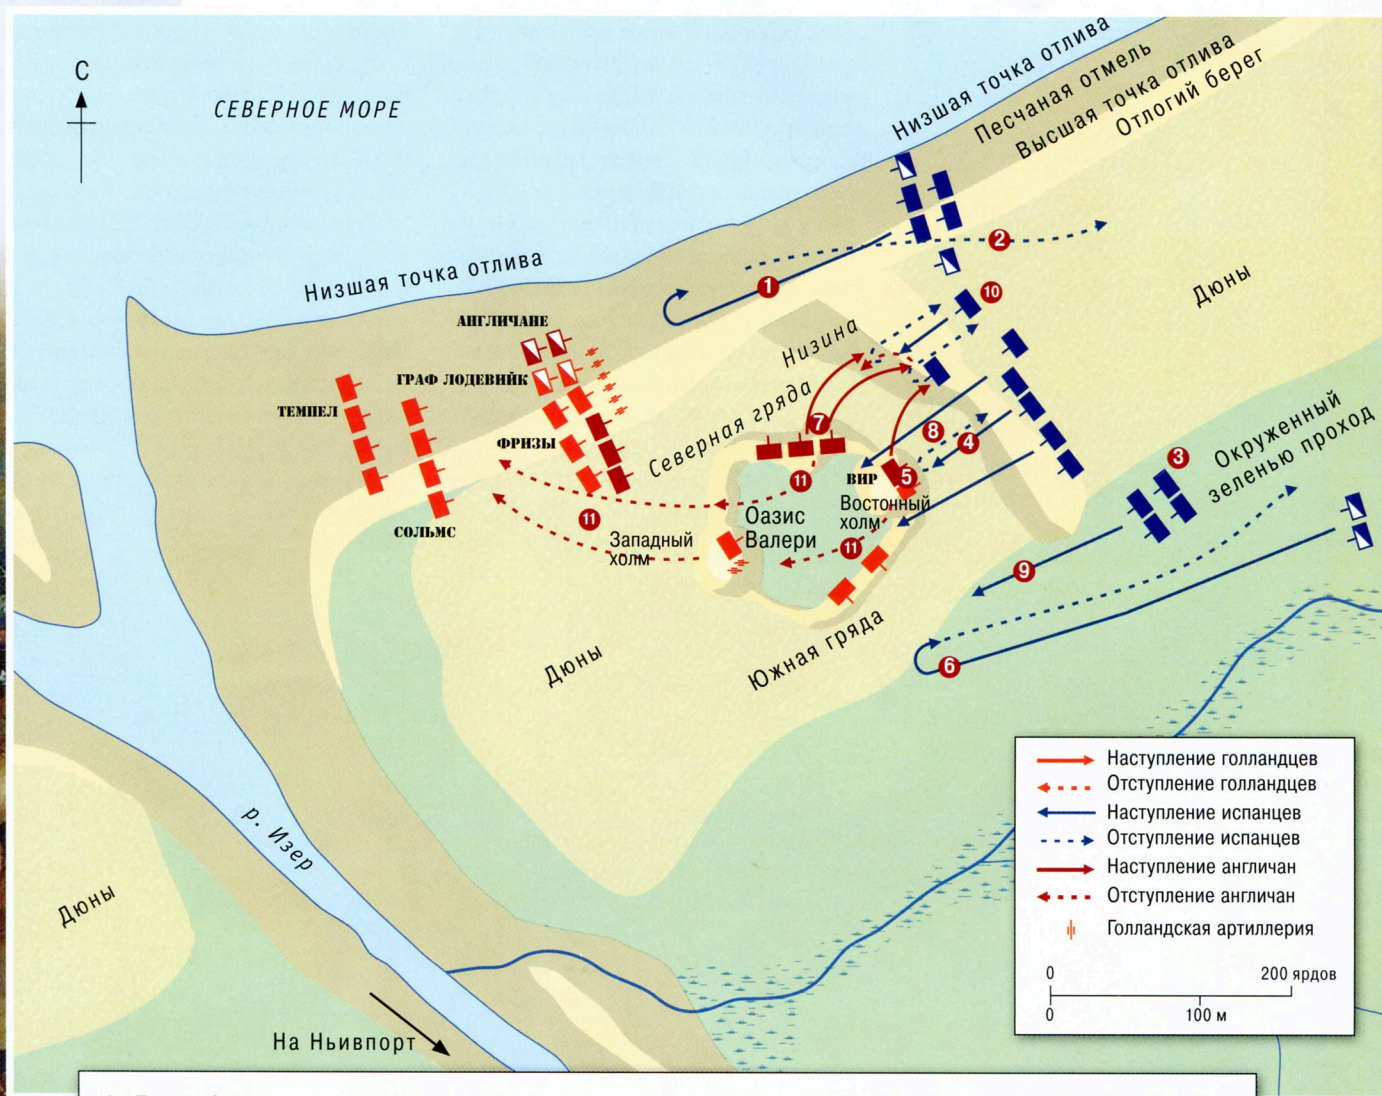 С
СЕВЕРНОЕ МОРЕ
Низшая точка отлива
Песчаная отмель
Высшая точка отлива
Отлогий берег
Низшая точка отлива
2
1
10
Дюны
АНГЛИЧАНЕ
ГРАФ ЛОДЕВИЙК
ТЕМПЕЛ
ФРИЗЫ
СОЛЬМС
Низина
Северная гряда
7
8
4
ВИР
5
3
Окруженный
зеленью проход
11
Восточный
холм
Оазис
Валери
11
Западный
холм
11
9
6
Южная гряда
Дюны
р. Изер
Дюны
На Ньивпорт
Наступление голландцев
Отступление голландцев
Наступление испанцев
Отступление испанцев
Наступление англичан
Отступление англичан
Голландская артиллерия
0 200 ярдов
0 100 м